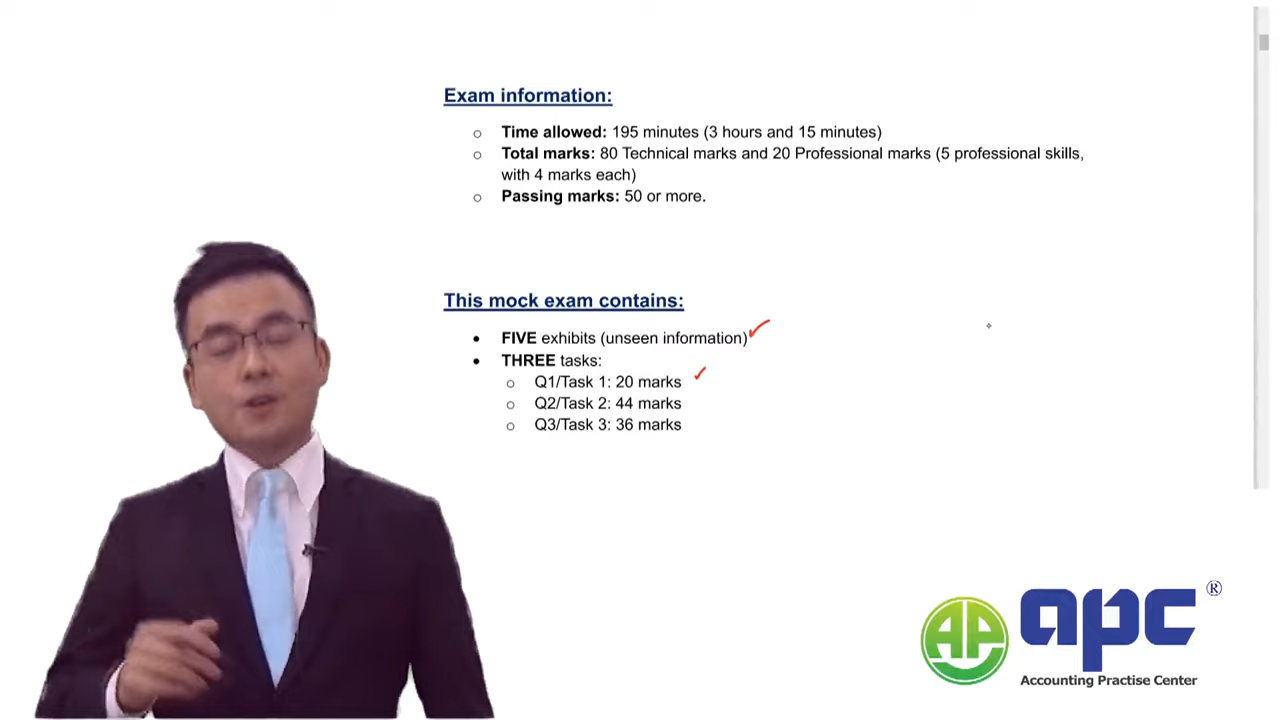 Exam information:
○ Time allowed: 195 minutes (3 hours and 15 minutes)
○ Total marks: 80 Technical marks and 20 Professional marks (5 professional skills,
with 4 marks each)
○ Passing marks: 50 or more.
This mock exam contains:
• FIVE exhibits (unseen information)
• THREE tasks:
○ Q1/Task 1: 20 marks
○ Q2/Task 2: 44 marks
○ Q3/Task 3: 36 marks
AP
apc®
Accounting Practise Center